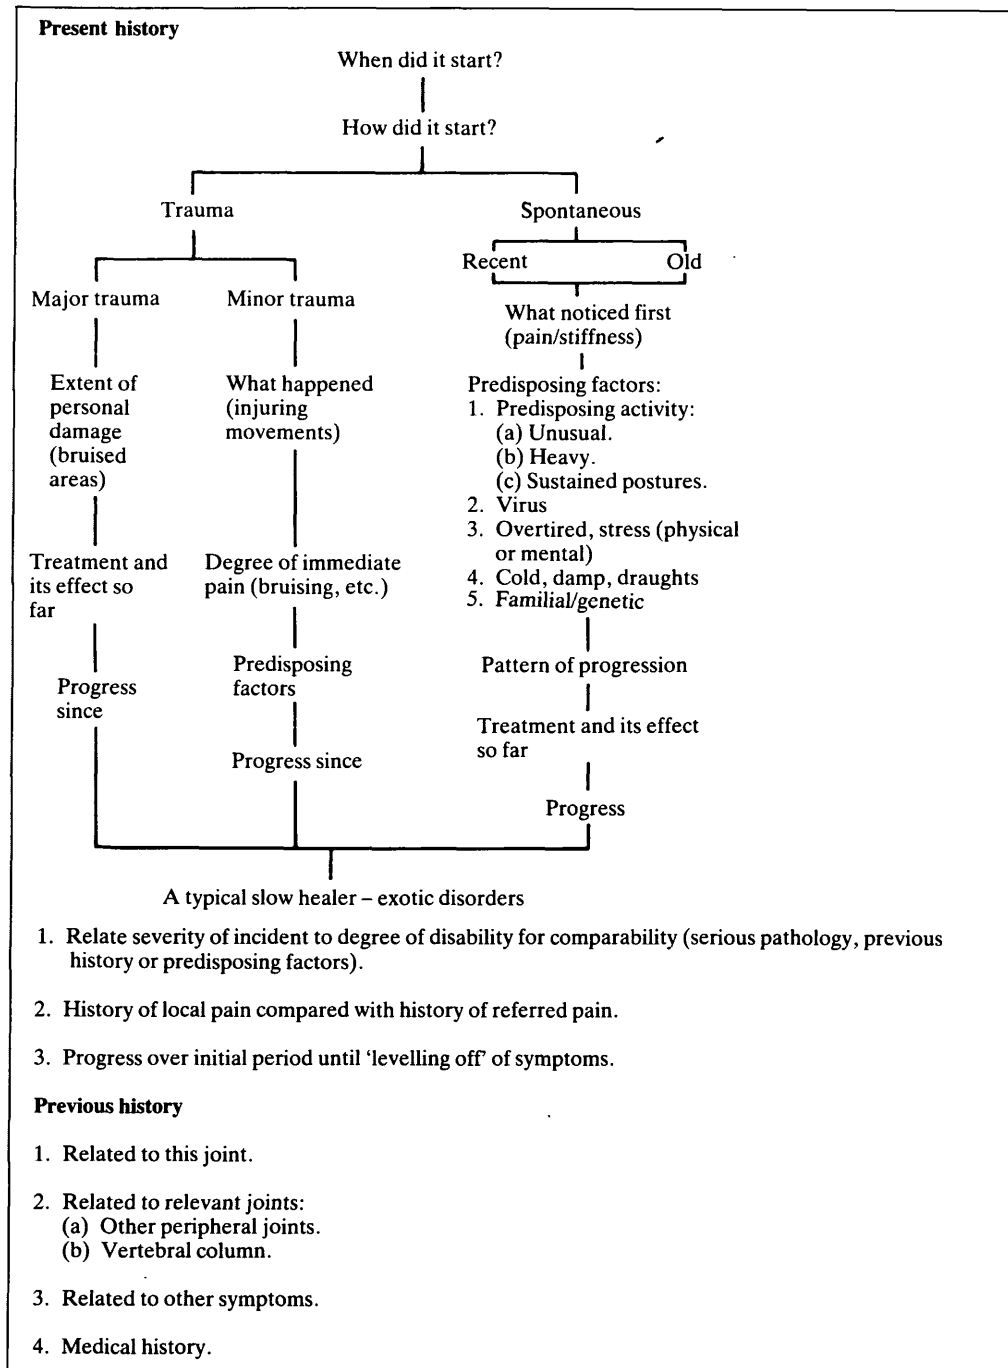 Present history
When did it start?
How did it start?
Trauma
Spontaneous
Recent
Old
Major trauma
Minor trauma
What noticed first
(pain/stiffness)
Extent of
personal
damage
(bruised
areas)
What happened
(injuring
movements)
Predisposing factors:
1. Predisposing activity:
(a) Unusual.
(b) Heavy.
(c) Sustained postures.
2. Virus
3. Overtired, stress (physical
or mental)
4. Cold, damp, draughts
5. Familial/genetic
Treatment and
its effect so
far
Degree of immediate
pain (bruising, etc.)
Progress
since
Predisposing
factors
Progress since
Pattern of progression
Treatment and its effect
so far
Progress
A typical slow healer – exotic disorders
1. Relate severity of incident to degree of disability for comparability (serious pathology, previous
history or predisposing factors).
2. History of local pain compared with history of referred pain.
3. Progress over initial period until ‘levelling off’ of symptoms.
Previous history
1. Related to this joint.
2. Related to relevant joints:
(a) Other peripheral joints.
(b) Vertebral column.
3. Related to other symptoms.
4. Medical history.